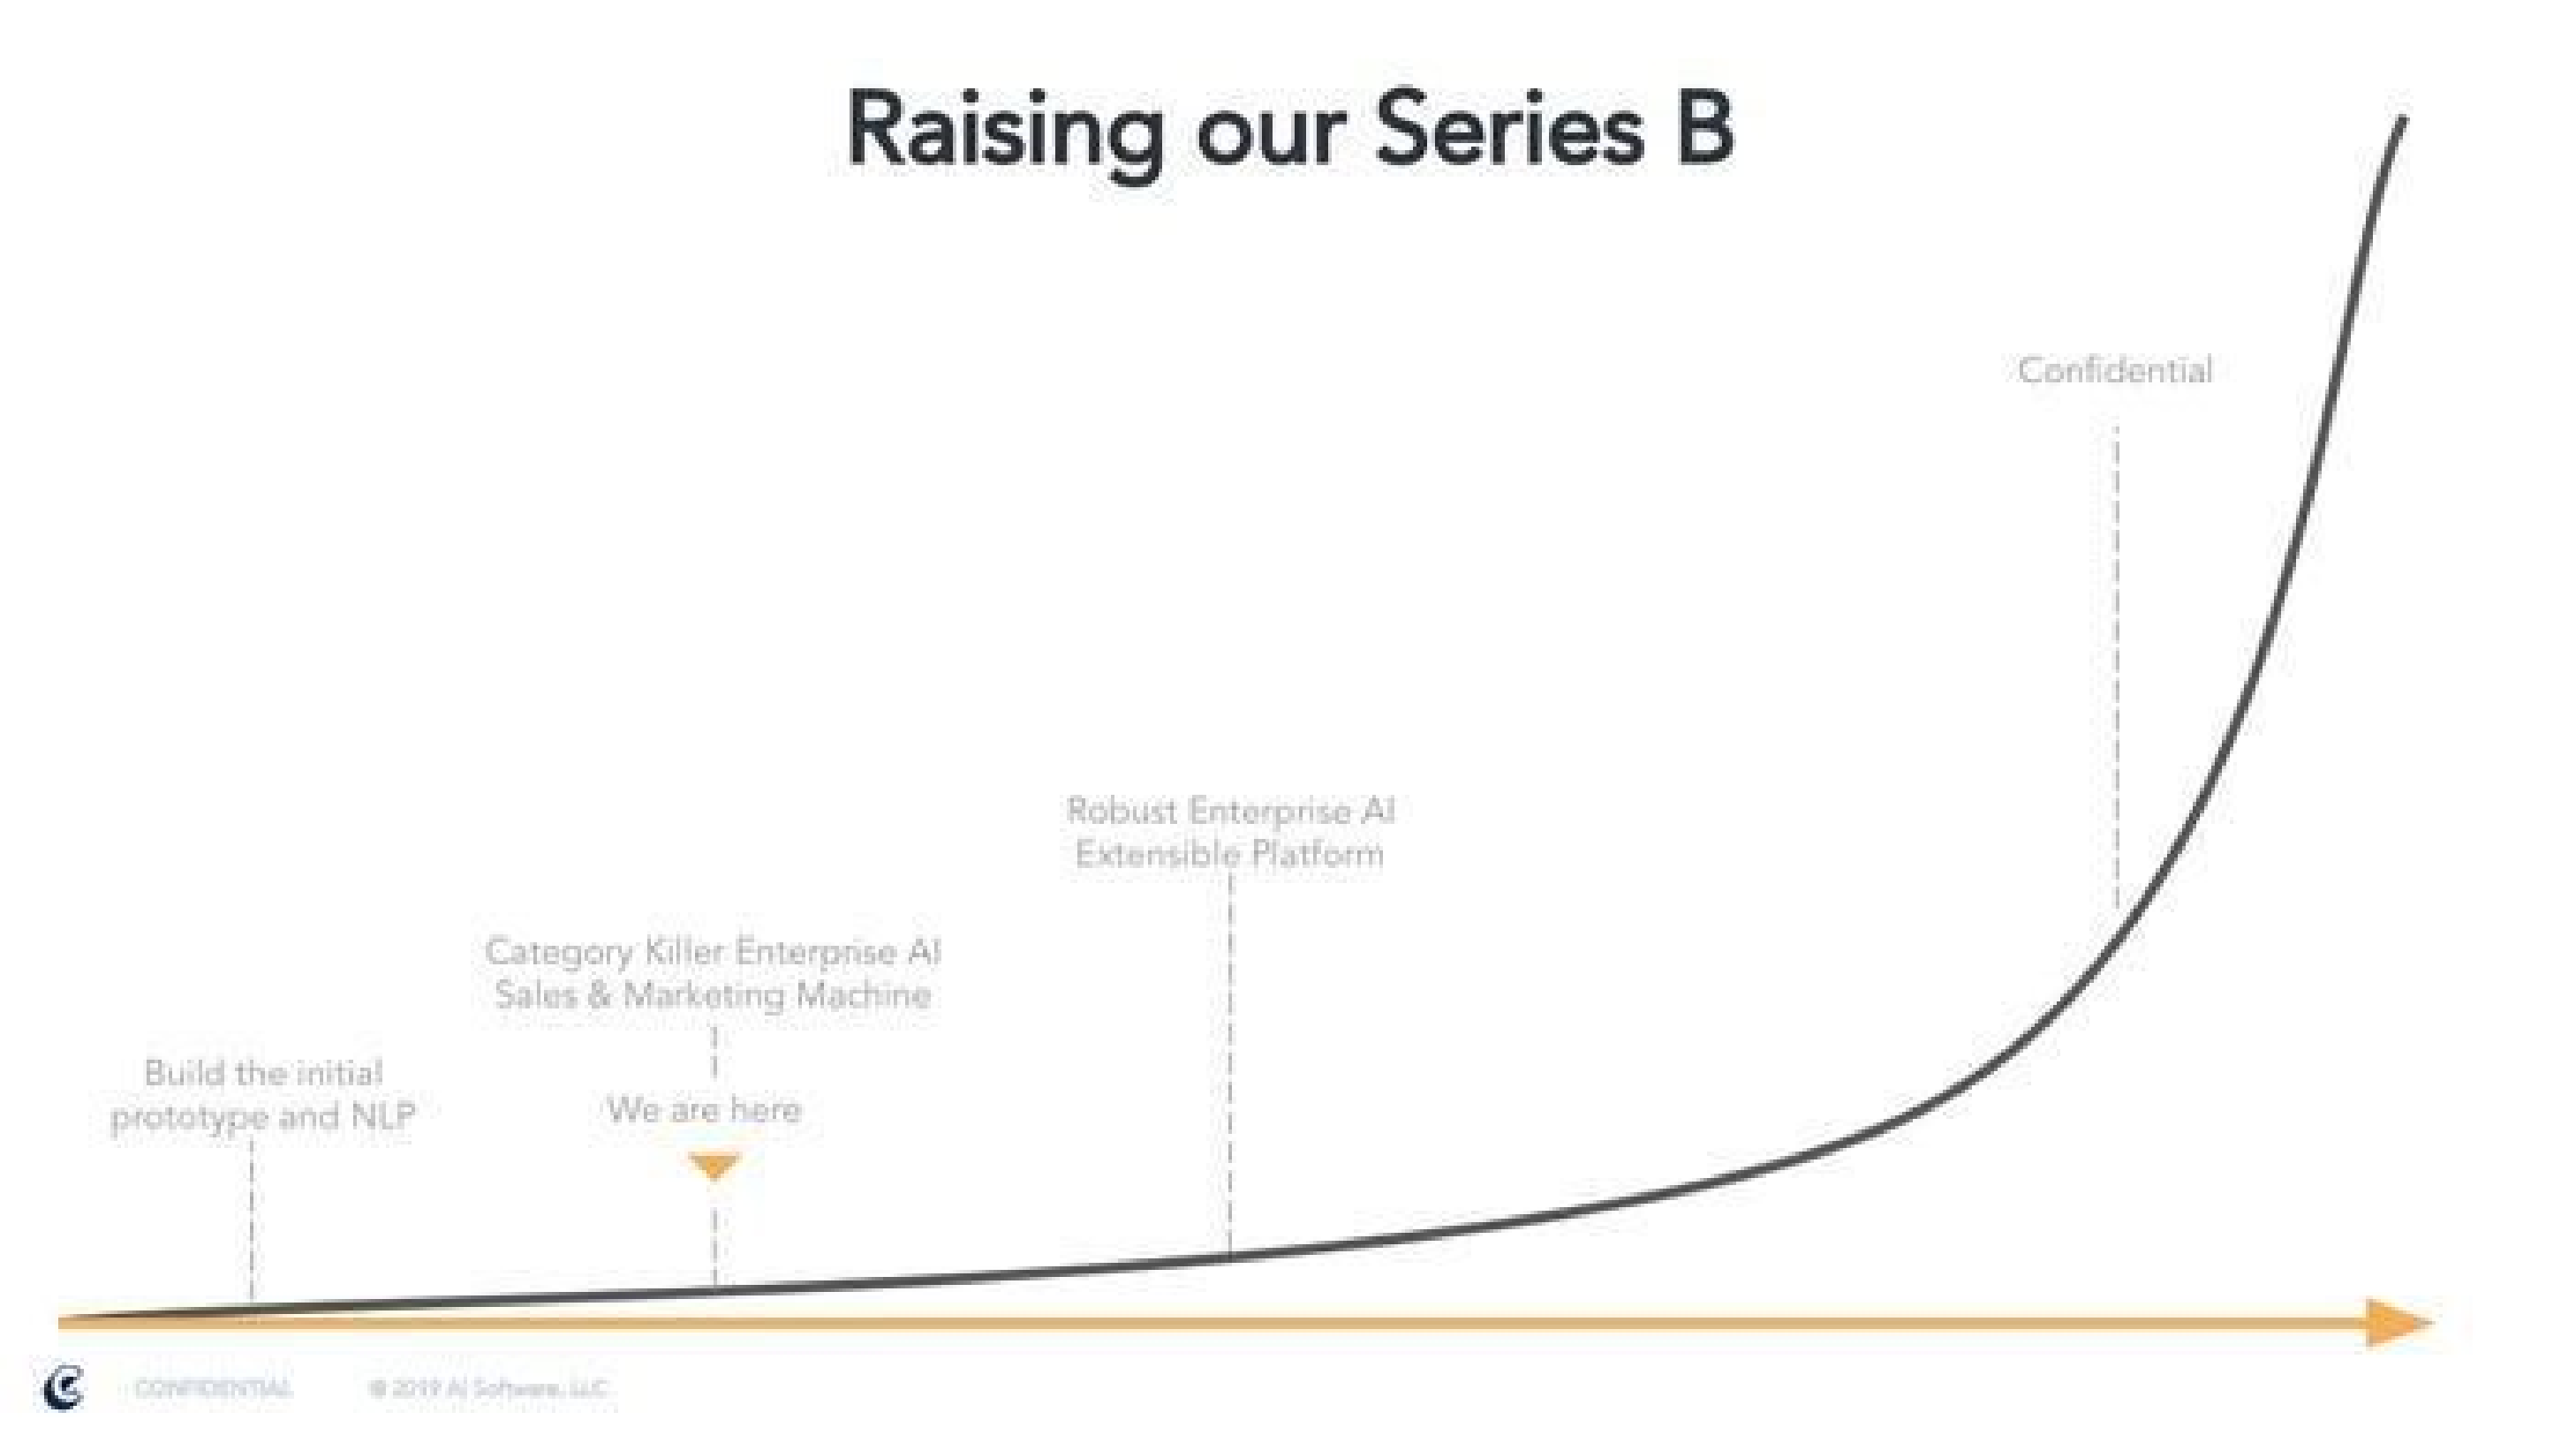 Raising our Series B
Confidential
Robust Enterprise AI
Extensible Platform
Category Killer Enterprise AI
Sales & Marketing Machine
Build the initial
prototype and NLP
We are here
CONFIDENTIAL
© 2019 AI Software, LLC